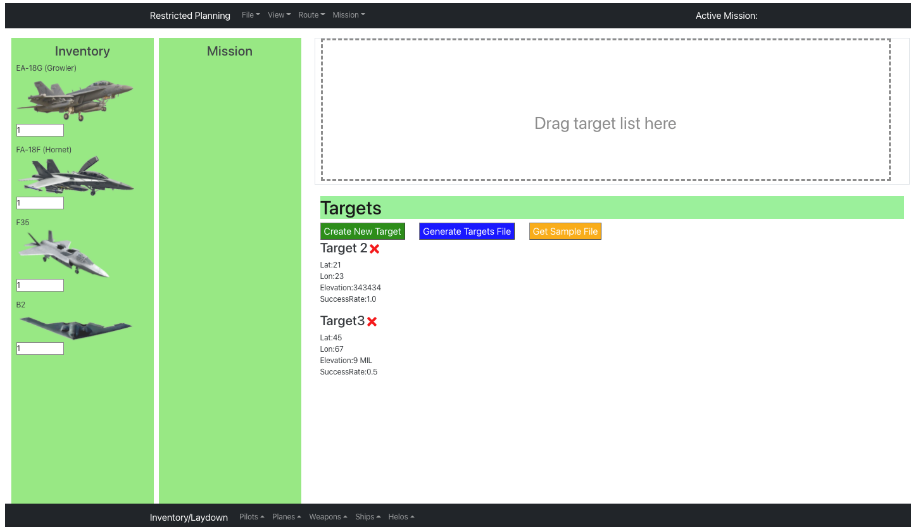 Restricted Planning File View Route Mission Active Mission:
Inventory
EA-18G (Growler)
1
FA-18F (Hornet)
1
F35
1
B2
1
Mission
Drag target list here
Targets
Create New Target Generate Targets File Get Sample File
Target 2
Lat:21
Lon:23
Elevation:343434
SuccessRate:1.0
Target3
Lat:45
Lon:67
Elevation:9 MIL
SuccessRate:0.5
Inventory/Laydown Pilots Planes Weapons Ships Helos